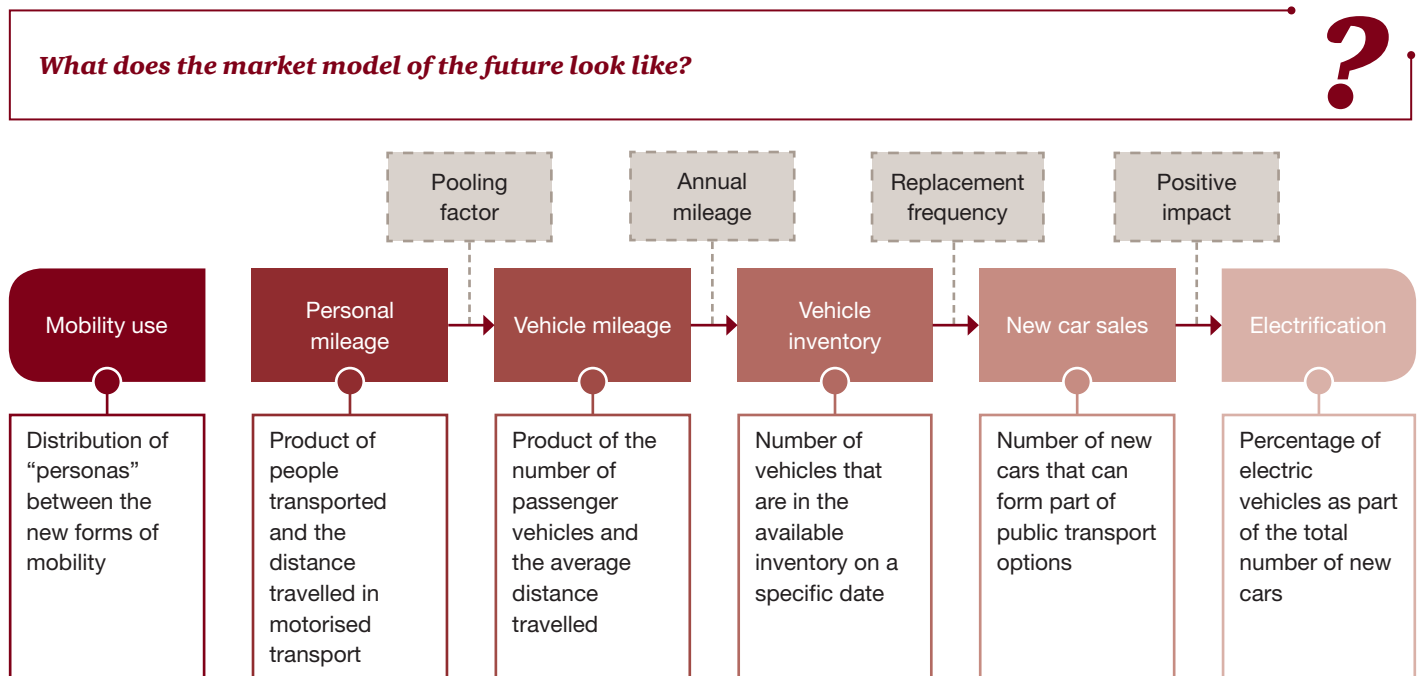 What does the market model of the future look like?
?
Pooling
factor
Annual
mileage
Replacement
frequency
Positive
impact
Mobility use
Personal
mileage
Vehicle mileage
Vehicle
inventory
New car sales
Electrification
Distribution of
“personas”
between the
new forms of
mobility
Product of
people
transported
and the
distance
travelled in
motorised
transport
Product of the
number of
passenger
vehicles and
the average
distance
travelled
Number of
vehicles that
are in the
available
inventory on a
specific date
Number of new
cars that can
form part of
public transport
options
Percentage of
electric
vehicles as part
of the total
number of new
cars